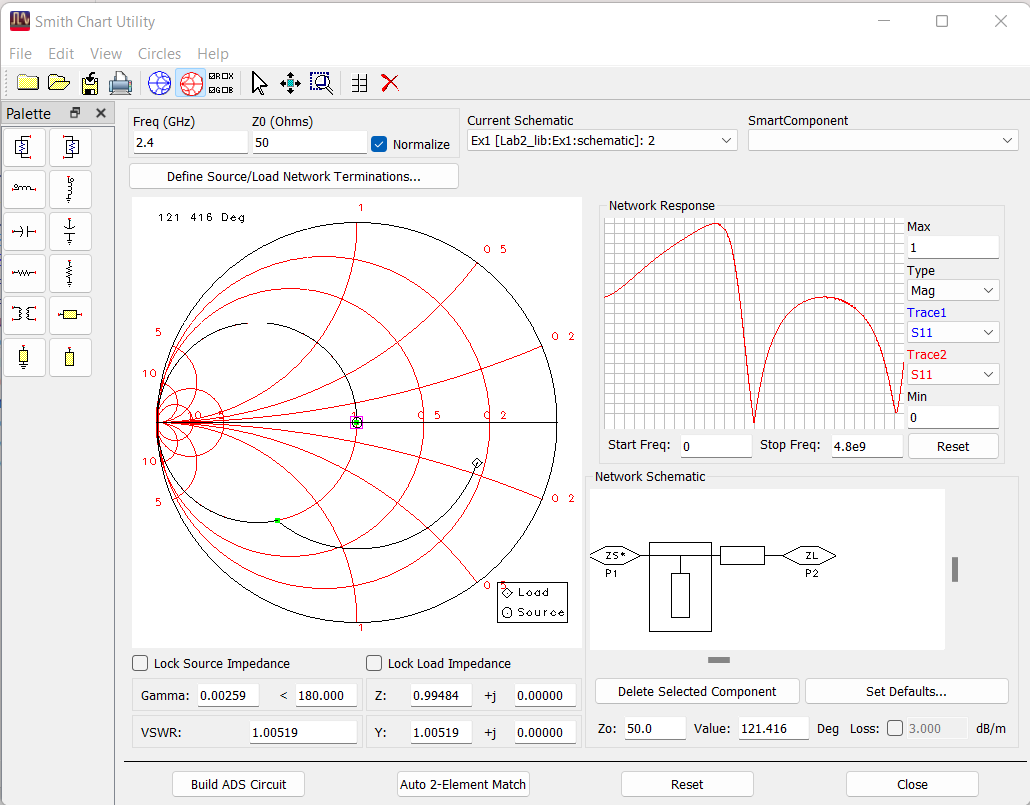 Smith Chart Utility
File Edit View Circles Help
Palette
Freq (GHz)
2.4
Z0 (Ohms)
50
Normalize
Current Schematic
Ex1 [Lab2_lib:Ex1:schematic]: 2
SmartComponent
Define Source/Load Network Terminations...
121 416 Deg
1
0 5
0 2
5
10
1
0 5
0 2
10
5
0 2
0 5
1
Load
Source
Network Response
Max
1
Type
Mag
Trace1
S11
Trace2
S11
Min
0
Start Freq: 0
Stop Freq: 4.8e9
Reset
Network Schematic
ZS*
P1
ZL
P2
Lock Source Impedance
Lock Load Impedance
Gamma: 0.00259 < 180.000
Z: 0.99484 +j 0.00000
VSWR: 1.00519
Y: 1.00519 +j 0.00000
Delete Selected Component
Set Defaults...
Zo: 50.0 Value: 121.416 Deg Loss: 3.000 dB/m
Build ADS Circuit
Auto 2-Element Match
Reset
Close